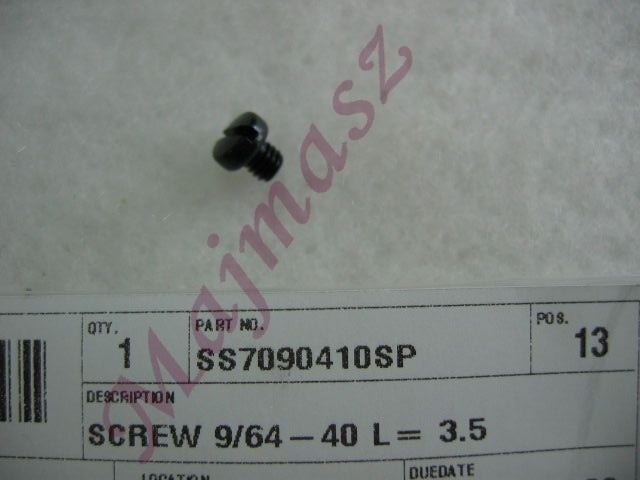 Majmasz
QTY. PART NO. POS.
1 SS7090410SP 13
DESCRIPTION
SCREW 9/64-40 L= 3.5
LOCATION DUEDATE